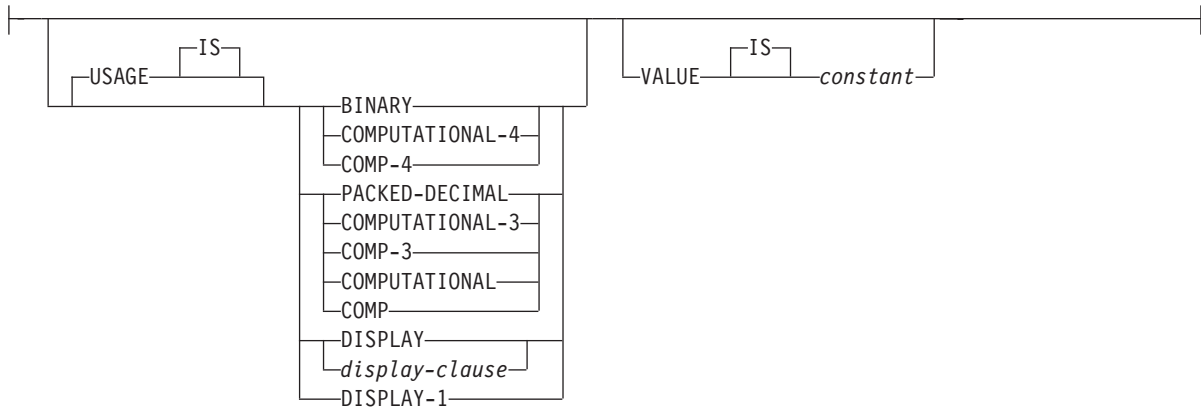 IS IS
USAGE VALUE constant
BINARY
COMPUTATIONAL-4
COMP-4
PACKED-DECIMAL
COMPUTATIONAL-3
COMP-3
COMPUTATIONAL
COMP
DISPLAY
display-clause
DISPLAY-1